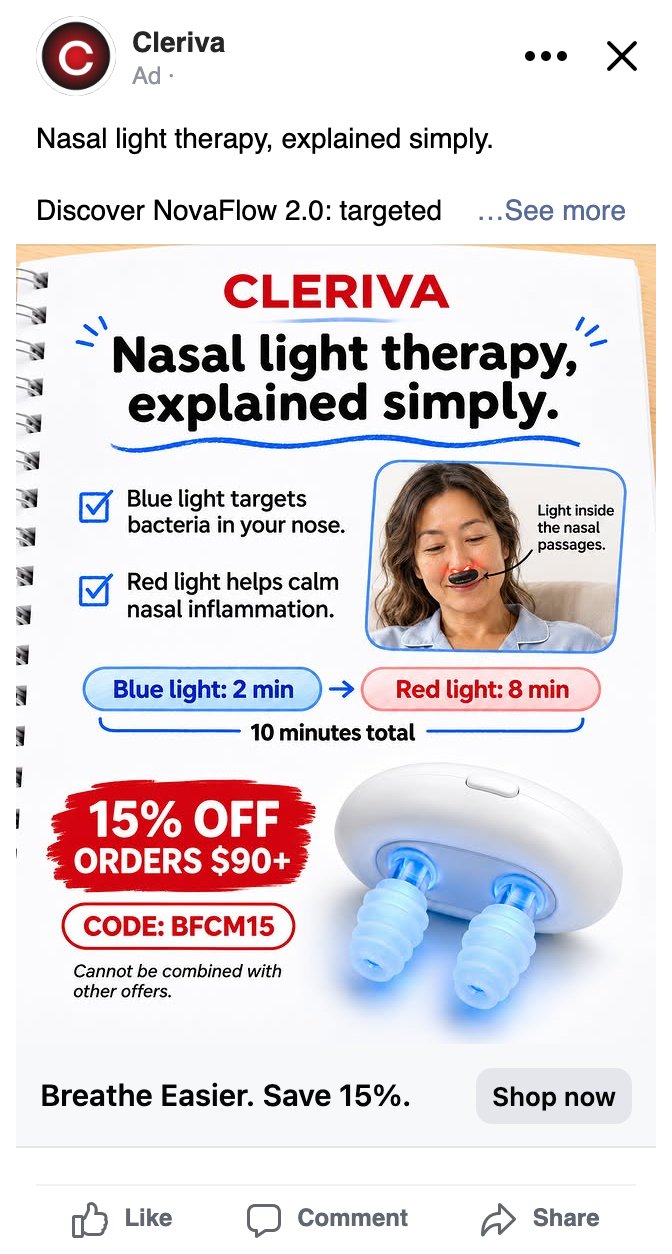 C
Cleriva
Ad ·
Nasal light therapy, explained simply.
Discover NovaFlow 2.0: targeted ...See more
CLERIVA
Nasal light therapy,
explained simply.
Blue light targets
bacteria in your nose.
Red light helps calm
nasal inflammation.
Light inside
the nasal
passages.
Blue light: 2 min → Red light: 8 min
10 minutes total
15% OFF
ORDERS $90+
CODE: BFCM15
Cannot be combined with
other offers.
Breathe Easier. Save 15%.
Shop now
Like Comment Share